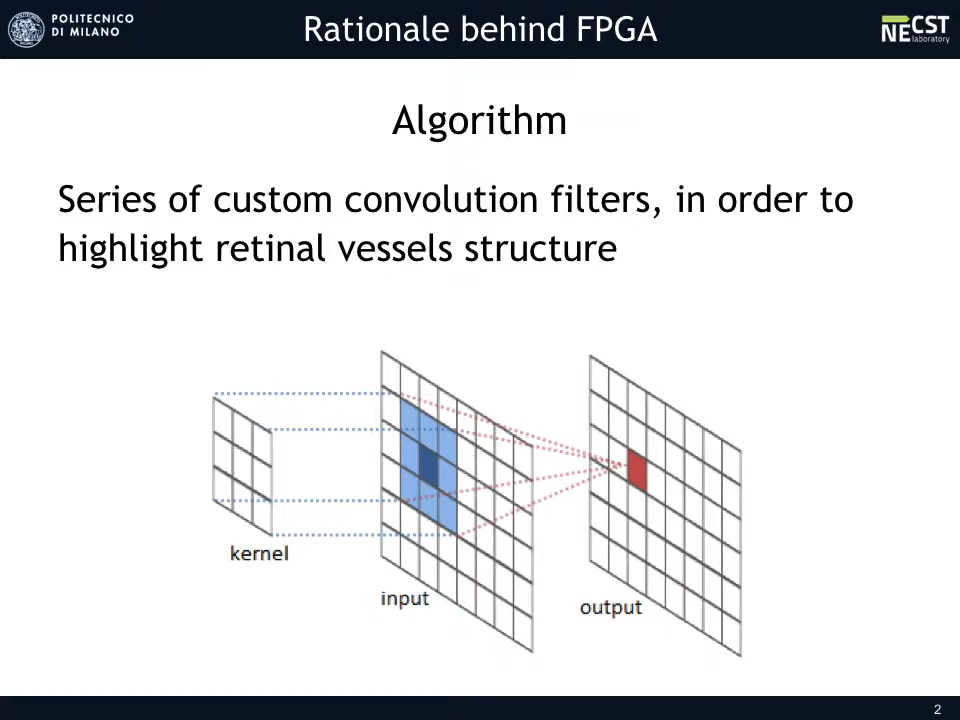 POLITECNICO
DI MILANO
Rationale behind FPGA
NECST
laboratory
Algorithm
Series of custom convolution filters, in order to
highlight retinal vessels structure
kernel
input
output
2